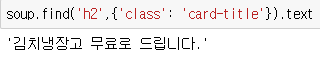 soup.find('h2',{'class': 'card-title'}).text
'김치냉장고 무료로 드립니다.'